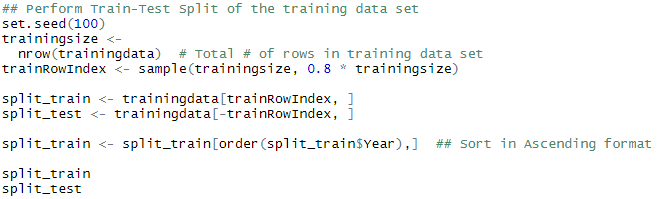 ## Perform Train-Test Split of the training data set
set.seed(100)
trainingsize <-
  nrow(trainingdata)  # Total # of rows in training data set
trainRowIndex <- sample(trainingsize, 0.8 * trainingsize)

split_train <- trainingdata[trainRowIndex, ]
split_test <- trainingdata[-trainRowIndex, ]

split_train <- split_train[order(split_train$Year),]  ## Sort in Ascending format

split_train
split_test